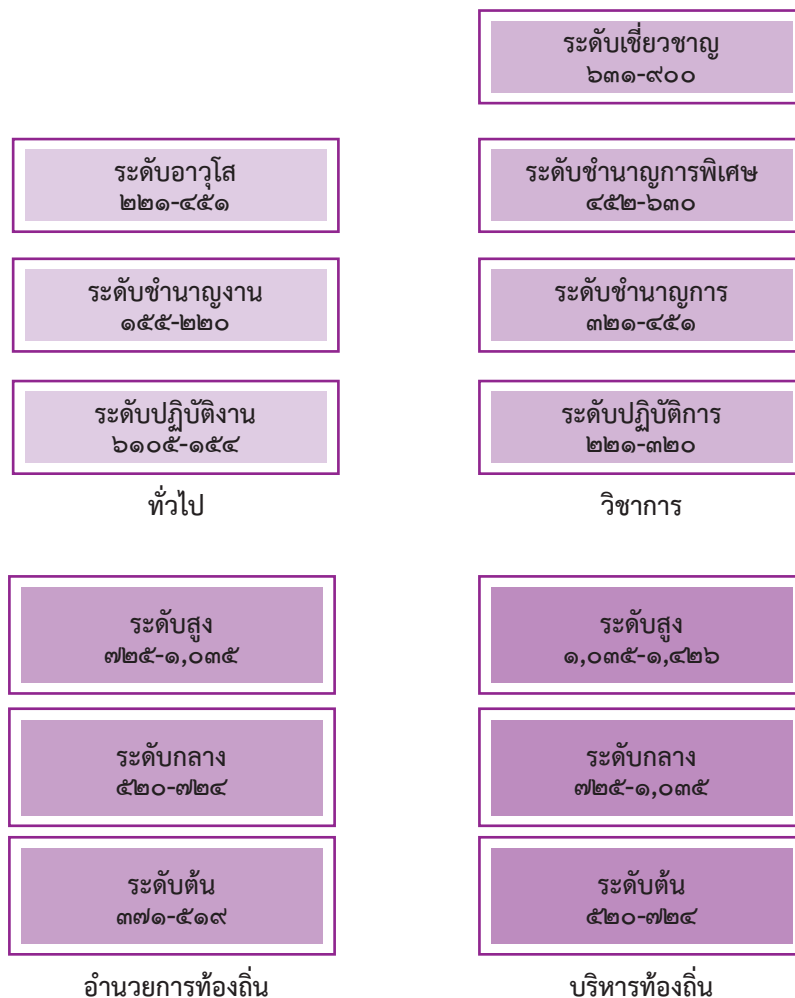 ระดับเชี่ยวชาญ
๖๓๑-๙๐๐
ระดับอาวุโส
๒๒๑-๔๕๑
ระดับชำนาญการพิเศษ
๔๕๒-๖๓๐
ระดับชำนาญงาน
๑๕๕-๒๒๐
ระดับชำนาญการ
๓๒๑-๔๕๑
ระดับปฏิบัติงาน
๖๑๐๕-๑๕๔
ระดับปฏิบัติการ
๒๒๑-๓๒๐
ทั่วไป
วิชาการ
ระดับสูง
๗๒๕-๑,๐๓๕
ระดับสูง
๑,๐๓๕-๑,๔๒๖
ระดับกลาง
๕๒๐-๗๒๔
ระดับกลาง
๗๒๕-๑,๐๓๕
ระดับต้น
๓๗๑-๕๑๙
ระดับต้น
๕๒๐-๗๒๔
อำนวยการท้องถิ่น
บริหารท้องถิ่น